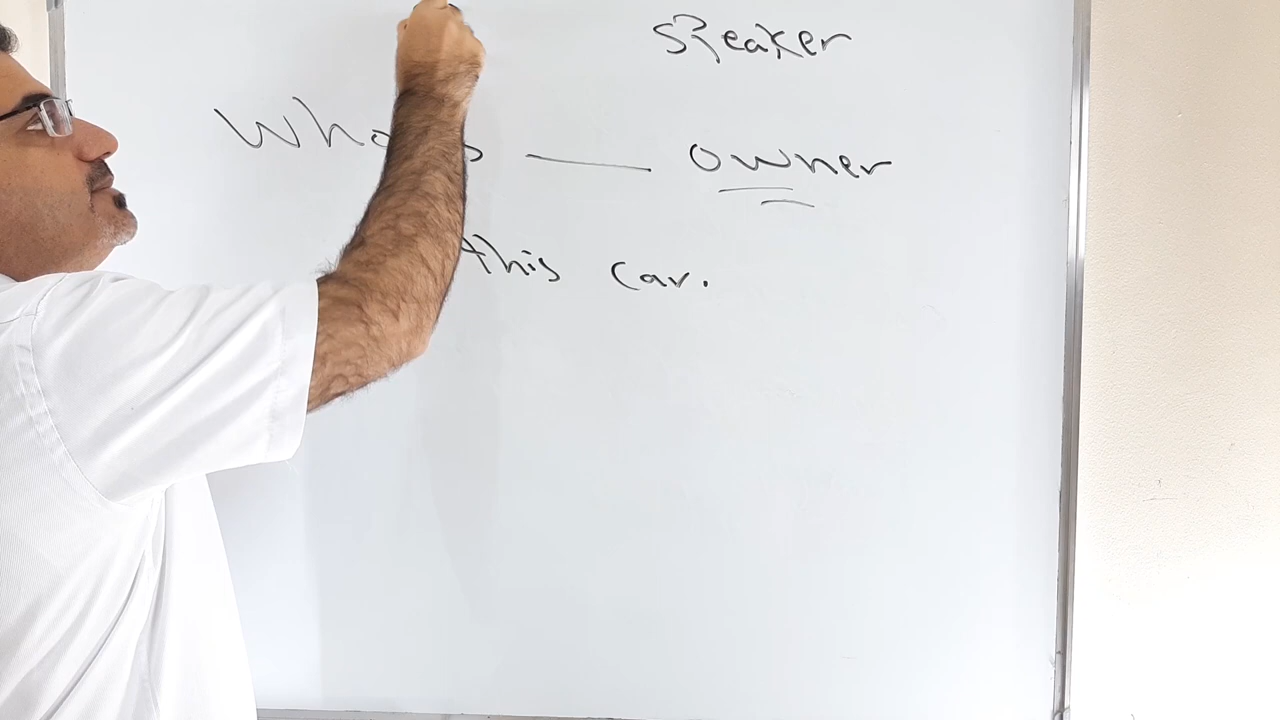 speaker
Who s ___ owner
this car.